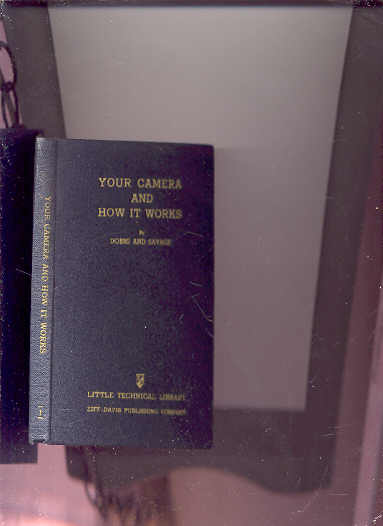 YOUR CAMERA
AND
HOW IT WORKS
By
DOBBS AND SAVAGE
LITTLE TECHNICAL LIBRARY
ZIFF-DAVIS PUBLISHING COMPANY
YOUR CAMERA AND HOW IT WORKS
1